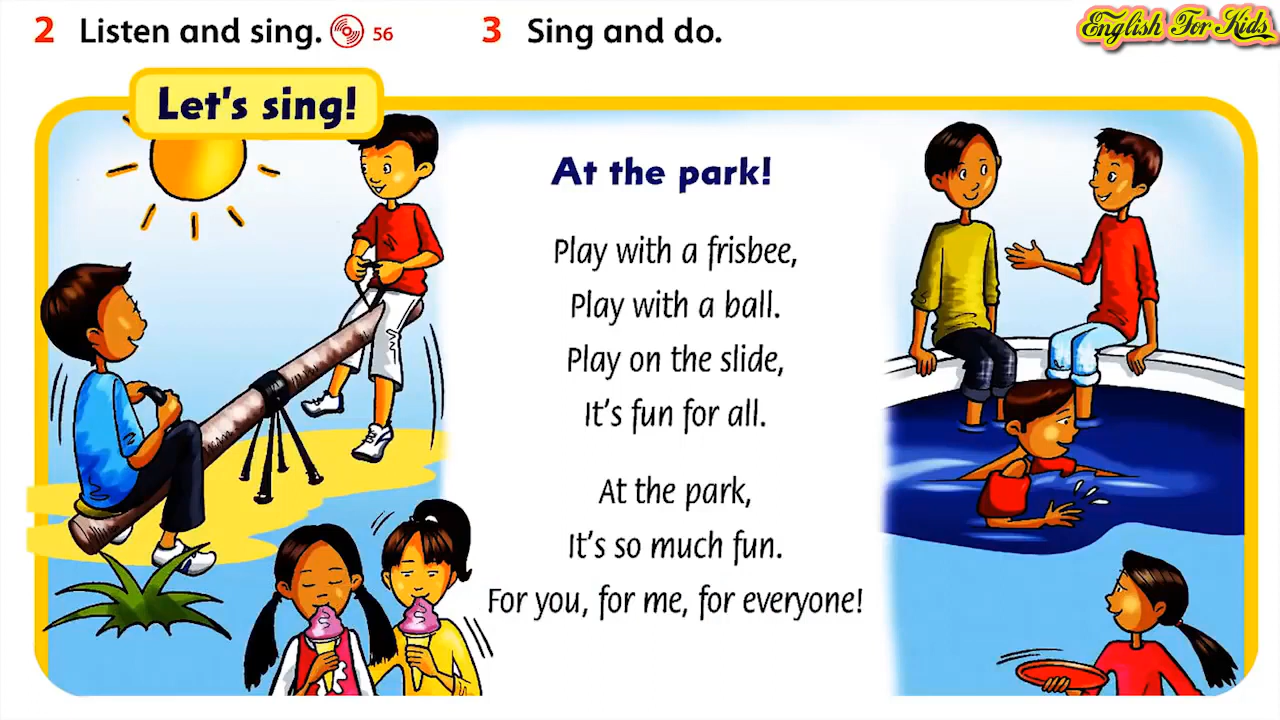 2 Listen and sing. 56 3 Sing and do.
English For Kids
Let's sing!
At the park!
Play with a frisbee,
Play with a ball.
Play on the slide,
It's fun for all.
At the park,
It's so much fun.
For you, for me, for everyone!